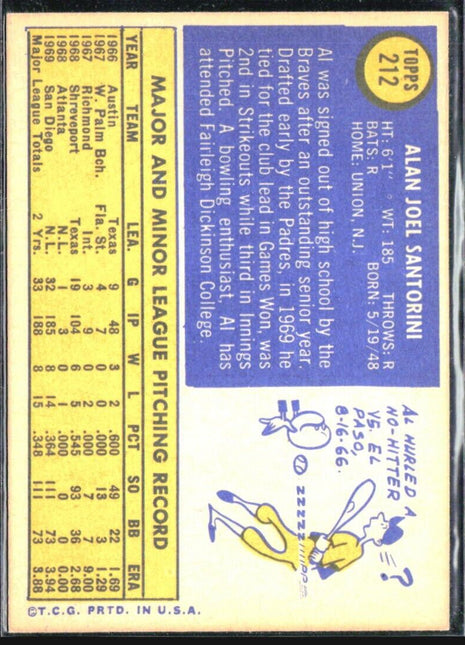 TOPPS
212
ALAN JOEL SANTORINI
HT: 6'1" WT: 185 THROWS: R
BATS: R BORN: 5/19/48
HOME: UNION, N.J.
Al was signed out of high school by the
Braves after an outstanding senior year.
Drafted early by the Padres, in 1969 he
tied for the club lead in Games Won, was
2nd in Strikeouts while third in Innings
Pitched. A bowling enthusiast, Al has
attended Fairleigh Dickinson College.
AL HURLED A
NO-HITTER
VS. EL
PASO,
8-16-66.
?
ZZZZZZ
PP
MAJOR AND MINOR LEAGUE PITCHING RECORD
YEAR TEAM LEA. G IP W L PCT SO BB ERA
1966 Austin Texas 9 48 3 2 .600 49 22 1.69
1967 W. Palm Bch. Fla. St. 4 7 0 0 .000 13 3 1.29
1967 Richmond Int. 3 9 0 2 .000 7 7 9.00
1968 Shreveport Texas 19 104 6 5 .545 93 36 2.68
1968 Atlanta N.L. 1 3 0 1 .000 0 0 0.00
1969 San Diego N.L. 32 185 8 14 .364 111 73 3.94
Major League Totals 2 Yrs. 33 188 8 15 .348 111 73 3.88
©T.C.G. PRTD. IN U.S.A.